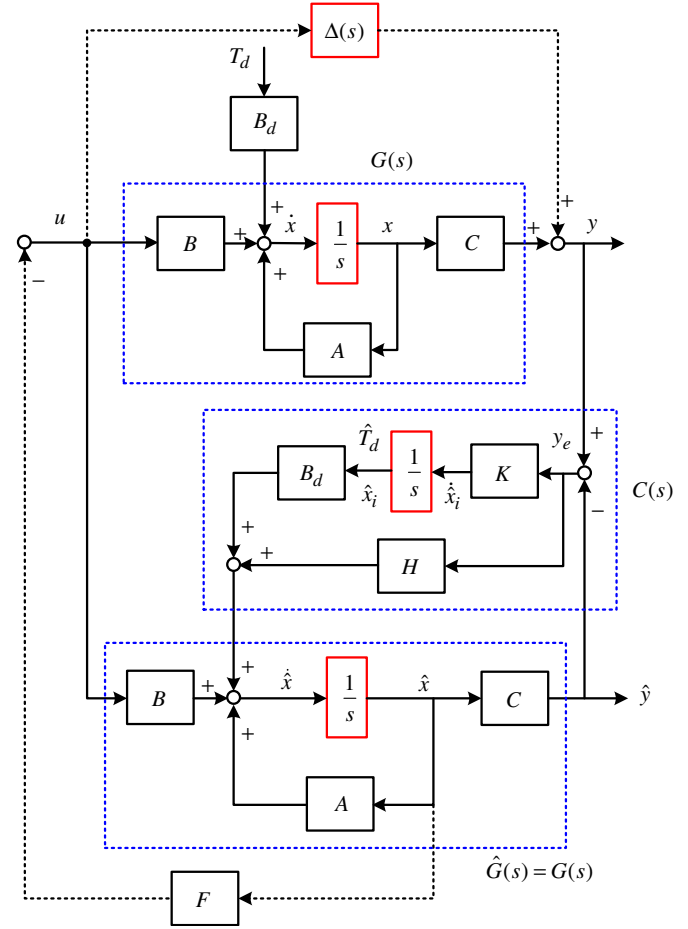 Δ(s)
T_d
B_d
G(s)
+
u
+ ẋ x + y
B + 1/s C
− +
A
T̂_d y_e +
B_d 1/s K
x̂_i ẋ̂_i − C(s)
+
+ H
+
B + ẋ̂ 1/s x̂ C ŷ
+
A
Ĝ(s) = G(s)
F